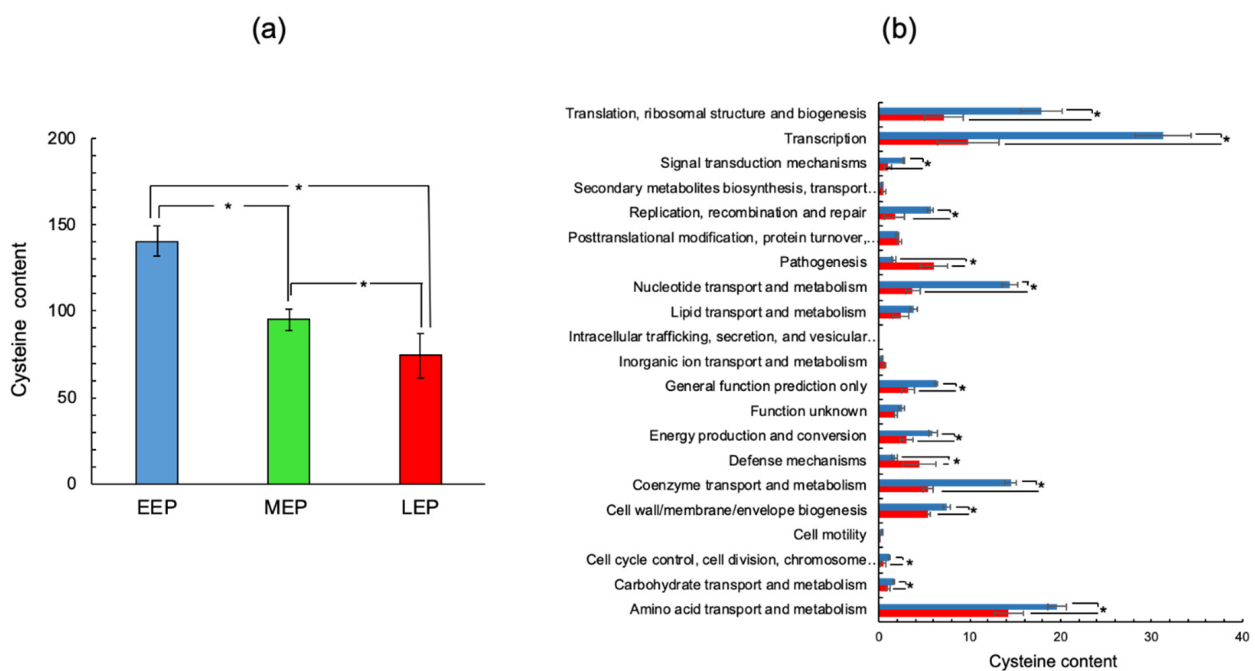 (a)
(b)
Cysteine content
200
150
100
50
0
*
*
*
EEP
MEP
LEP
Translation, ribosomal structure and biogenesis
*
Transcription
*
Signal transduction mechanisms
*
Secondary metabolites biosynthesis, transport…
Replication, recombination and repair
*
Posttranslational modification, protein turnover,…
Pathogenesis
*
Nucleotide transport and metabolism
*
Lipid transport and metabolism
Intracellular trafficking, secretion, and vesicular…
Inorganic ion transport and metabolism
General function prediction only
*
Function unknown
Energy production and conversion
*
Defense mechanisms
*
Coenzyme transport and metabolism
*
Cell wall/membrane/envelope biogenesis
*
Cell motility
Cell cycle control, cell division, chromosome…
*
Carbohydrate transport and metabolism
*
Amino acid transport and metabolism
*
0 10 20 30 40
Cysteine content